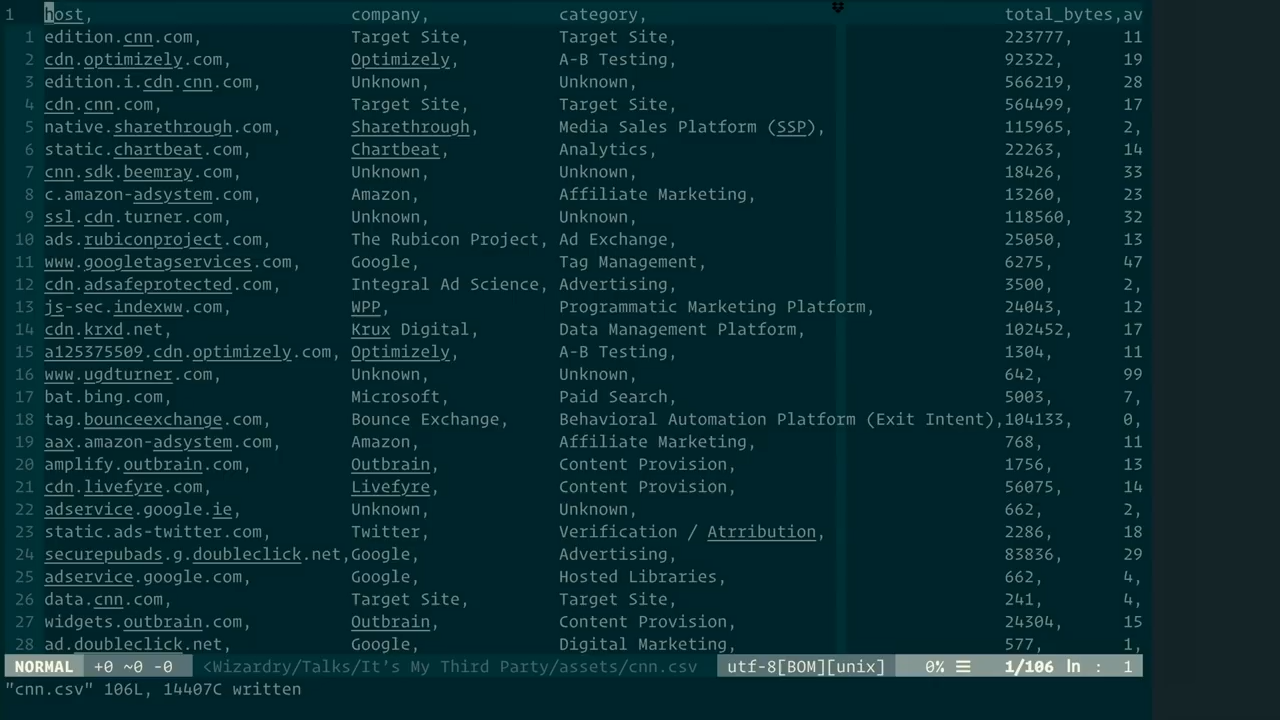 1 host, company, category, total_bytes,av
1 edition.cnn.com, Target Site, Target Site, 223777, 11
2 cdn.optimizely.com, Optimizely, A-B Testing, 92322, 19
3 edition.i.cdn.cnn.com, Unknown, Unknown, 566219, 28
4 cdn.cnn.com, Target Site, Target Site, 564499, 17
5 native.sharethrough.com, Sharethrough, Media Sales Platform (SSP), 115965, 2,
6 static.chartbeat.com, Chartbeat, Analytics, 22263, 14
7 cnn.sdk.beemray.com, Unknown, Unknown, 18426, 33
8 c.amazon-adsystem.com, Amazon, Affiliate Marketing, 13260, 23
9 ssl.cdn.turner.com, Unknown, Unknown, 118560, 32
10 ads.rubiconproject.com, The Rubicon Project, Ad Exchange, 25050, 13
11 www.googletagservices.com, Google, Tag Management, 6275, 47
12 cdn.adsafeprotected.com, Integral Ad Science, Advertising, 3500, 2,
13 js-sec.indexww.com, WPP, Programmatic Marketing Platform, 24043, 12
14 cdn.krxd.net, Krux Digital, Data Management Platform, 102452, 17
15 a125375509.cdn.optimizely.com, Optimizely, A-B Testing, 1304, 11
16 www.ugdturner.com, Unknown, Unknown, 642, 99
17 bat.bing.com, Microsoft, Paid Search, 5003, 7,
18 tag.bounceexchange.com, Bounce Exchange, Behavioral Automation Platform (Exit Intent),104133, 0,
19 aax.amazon-adsystem.com, Amazon, Affiliate Marketing, 768, 11
20 amplify.outbrain.com, Outbrain, Content Provision, 1756, 13
21 cdn.livefyre.com, Livefyre, Content Provision, 56075, 14
22 adservice.google.ie, Unknown, Unknown, 662, 2,
23 static.ads-twitter.com, Twitter, Verification / Atrribution, 2286, 18
24 securepubads.g.doubleclick.net,Google, Advertising, 83836, 29
25 adservice.google.com, Google, Hosted Libraries, 662, 4,
26 data.cnn.com, Target Site, Target Site, 241, 4,
27 widgets.outbrain.com, Outbrain, Content Provision, 24304, 15
28 ad.doubleclick.net, Google, Digital Marketing, 577, 1,
NORMAL +0 ~0 -0 <Wizardry/Talks/It's My Third Party/assets/cnn.csv utf-8[BOM][unix] 0% ☰ 1/106 ln : 1
"cnn.csv" 106L, 14407C written